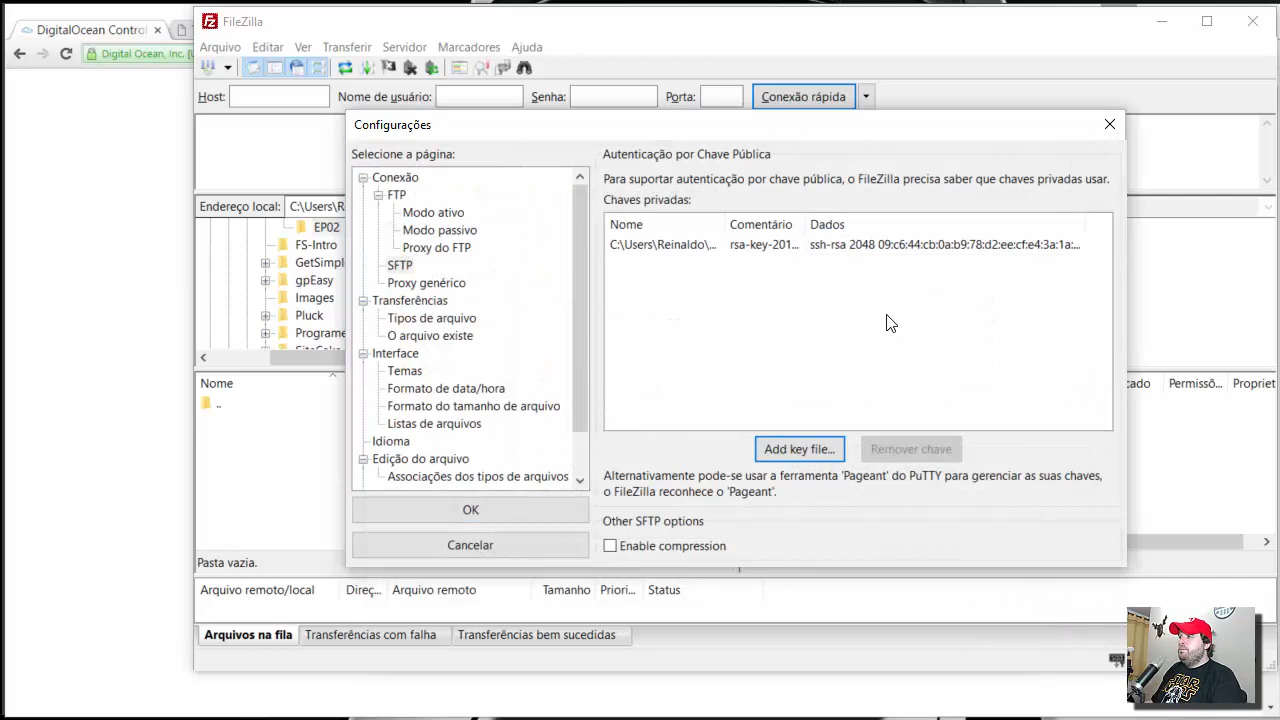 DigitalOcean Control
Digital Ocean, Inc. [U
FileZilla
Arquivo Editar Ver Transferir Servidor Marcadores Ajuda
Host: Nome de usuário: Senha: Porta: Conexão rápida
Configurações
Selecione a página:
Conexão
FTP
Modo ativo
Modo passivo
Proxy do FTP
SFTP
Proxy genérico
Transferências
Tipos de arquivo
O arquivo existe
Interface
Temas
Formato de data/hora
Formato do tamanho de arquivo
Listas de arquivos
Idioma
Edição do arquivo
Associações dos tipos de arquivos
OK
Cancelar
Autenticação por Chave Pública
Para suportar autenticação por chave pública, o FileZilla precisa saber que chaves privadas usar.
Chaves privadas:
Nome Comentário Dados
C:\Users\Reinaldo\... rsa-key-201... ssh-rsa 2048 09:c6:44:cb:0a:b9:78:d2:ee:cf:e4:3a:1a:...
Add key file... Remover chave
Alternativamente pode-se usar a ferramenta 'Pageant' do PuTTY para gerenciar as suas chaves,
o FileZilla reconhece o 'Pageant'.
Other SFTP options
Enable compression
Endereço local: C:\Users\R
EP02
FS-Intro
GetSimpl
gpEasy
Images
Pluck
Programe
Nome
..
cado Permissõ... Propriet
Pasta vazia.
Arquivo remoto/local Direç... Arquivo remoto Tamanho Priori... Status
Arquivos na fila Transferências com falha Transferências bem sucedidas